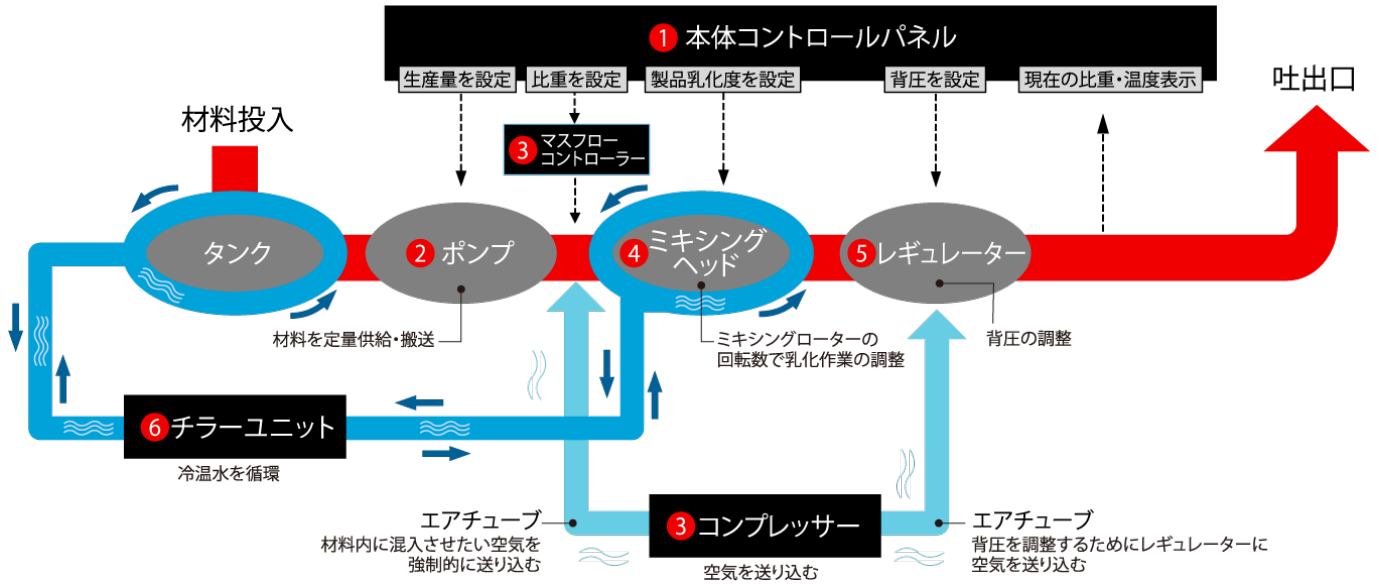 1 本体コントロールパネル
生産量を設定
比重を設定
製品乳化度を設定
背圧を設定
現在の比重・温度表示
吐出口
材料投入
3 マスフロー
コントローラー
タンク
2 ポンプ
4 ミキシング
ヘッド
5 レギュレーター
材料を定量供給・搬送
ミキシングローターの
回転数で乳化作業の調整
背圧の調整
6 チラーユニット
冷温水を循環
エアチューブ
材料内に混入させたい空気を
強制的に送り込む
3 コンプレッサー
空気を送り込む
エアチューブ
背圧を調整するためにレギュレーターに
空気を送り込む